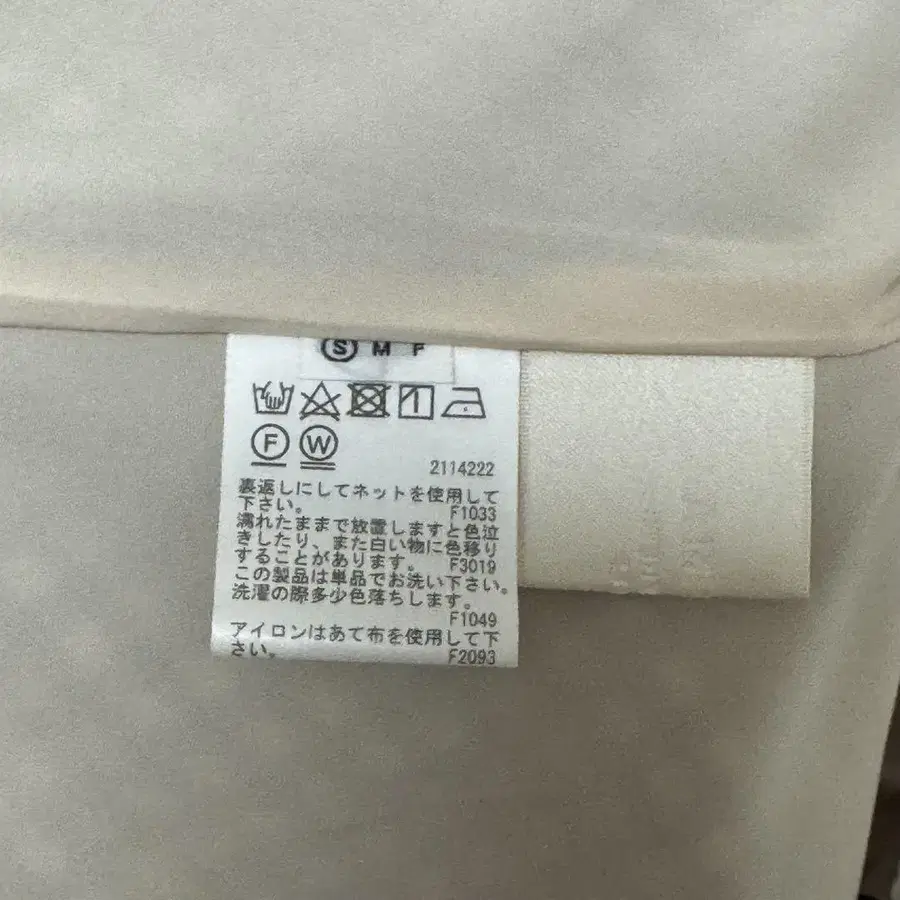 S M F
F W
2114222
裏返しにしてネットを使用して
下さい。 F1033
濡れたままで放置しますと色泣
きしたり、また白い物に色移り
することがあります。 F3019
この製品は単品でお洗い下さい。
洗濯の際多少色落ちします。
F1049
アイロンはあて布を使用して下
さい。 F2093